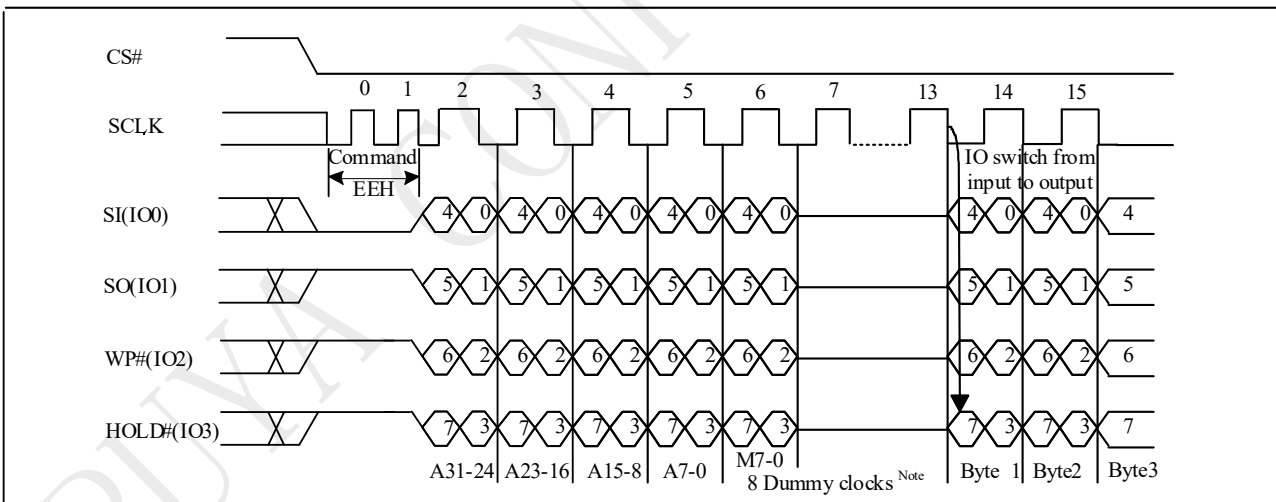 PUYA CONF
CS#
0 1 2 3 4 5 6 7 13 14 15
SCLK
Command
EEH
IO switch from
input to output
SI(IO0) 4 0 4 0 4 0 4 0 4 0 4 0 4 0 4
SO(IO1) 5 1 5 1 5 1 5 1 5 1 5 1 5 1 5
WP#(IO2) 6 2 6 2 6 2 6 2 6 2 6 2 6 2 6
HOLD#(IO3) 7 3 7 3 7 3 7 3 7 3 7 3 7 3 7
A31-24 A23-16 A15-8 A7-0 M7-0 Byte 1 Byte2 Byte3
8 Dummy clocks Note